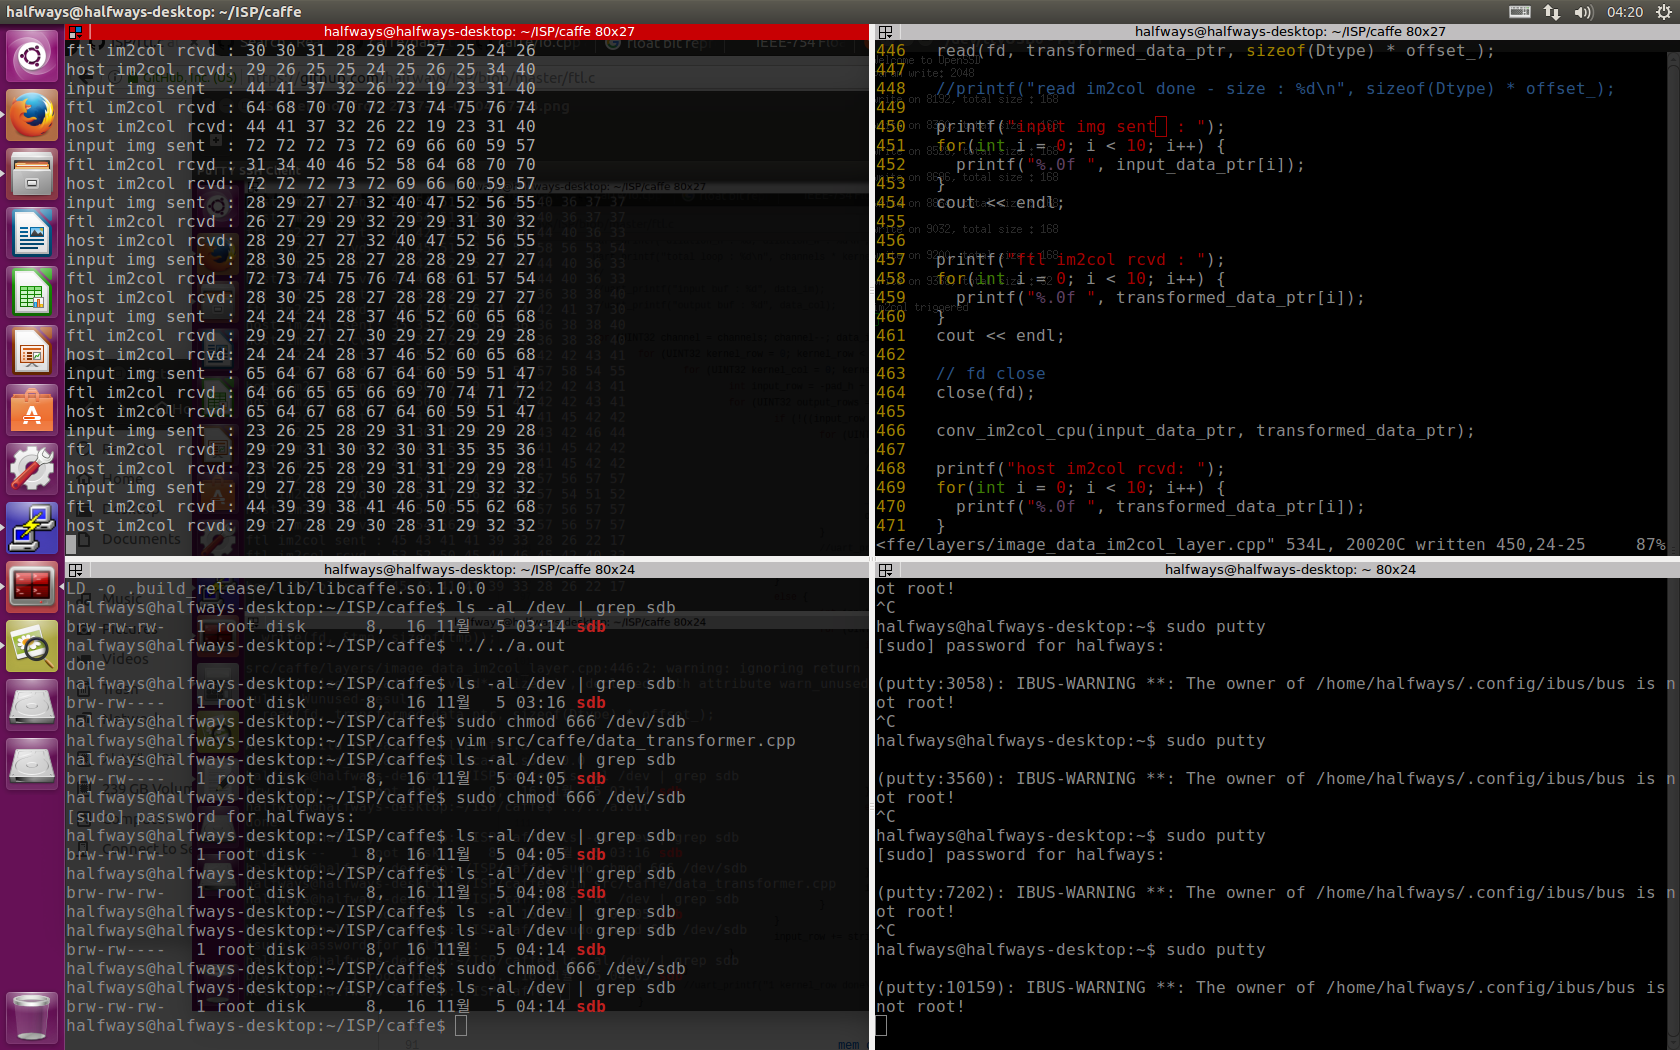 halfways@halfways-desktop: ~/ISP/caffe
04:20
halfways@halfways-desktop: ~/ISP/caffe 80x27
ftl im2col rcvd : 30 30 31 28 29 28 27 25 24 26
host im2col rcvd: 29 26 25 25 24 25 26 25 34 40
input img sent  : 44 41 37 32 26 22 19 23 31 40
ftl im2col rcvd : 64 68 70 70 72 73 74 75 76 74
host im2col rcvd: 44 41 37 32 26 22 19 23 31 40
input img sent  : 72 72 72 73 72 69 66 60 59 57
ftl im2col rcvd : 31 34 40 46 52 58 64 68 70 70
host im2col rcvd: 72 72 72 73 72 69 66 60 59 57
input img sent  : 28 29 27 27 32 40 47 52 56 55
ftl im2col rcvd : 26 27 29 29 32 29 29 31 30 32
host im2col rcvd: 28 29 27 27 32 40 47 52 56 55
input img sent  : 28 30 25 28 27 28 28 29 27 27
ftl im2col rcvd : 72 73 74 75 76 74 68 61 57 54
host im2col rcvd: 28 30 25 28 27 28 28 29 27 27
input img sent  : 24 24 24 28 37 46 52 60 65 68
ftl im2col rcvd : 29 29 27 27 30 29 27 29 29 28
host im2col rcvd: 24 24 24 28 37 46 52 60 65 68
input img sent  : 65 64 67 68 67 64 60 59 51 47
ftl im2col rcvd : 64 66 65 65 66 69 70 74 71 72
host im2col rcvd: 65 64 67 68 67 64 60 59 51 47
input img sent  : 23 26 25 28 29 31 31 29 29 28
ftl im2col rcvd : 29 29 31 30 32 30 31 35 35 36
host im2col rcvd: 23 26 25 28 29 31 31 29 29 28
input img sent  : 29 27 28 29 30 28 31 29 32 32
ftl im2col rcvd : 44 39 39 38 41 46 50 55 62 68
host im2col rcvd: 29 27 28 29 30 28 31 29 32 32
halfways@halfways-desktop: ~/ISP/caffe 80x27
446   read(fd, transformed_data_ptr, sizeof(Dtype) * offset_);
447
448   //printf("read im2col done - size : %d\n", sizeof(Dtype) * offset_);
449
450   printf("input img sent  : ");
451   for(int i = 0; i < 10; i++) {
452     printf("%.0f ", input_data_ptr[i]);
453   }
454   cout << endl;
455
456
457   printf("ftl im2col rcvd : ");
458   for(int i = 0; i < 10; i++) {
459     printf("%.0f ", transformed_data_ptr[i]);
460   }
461   cout << endl;
462
463   // fd close
464   close(fd);
465
466   conv_im2col_cpu(input_data_ptr, transformed_data_ptr);
467
468   printf("host im2col rcvd: ");
469   for(int i = 0; i < 10; i++) {
470     printf("%.0f ", transformed_data_ptr[i]);
471   }
<ffe/layers/image_data_im2col_layer.cpp" 534L, 20020C written 450,24-25     87%
halfways@halfways-desktop: ~/ISP/caffe 80x24
LD -o .build_release/lib/libcaffe.so.1.0.0
halfways@halfways-desktop:~/ISP/caffe$ ls -al /dev | grep sdb
brw-rw-rw-   1 root disk      8,  16 11월   5 03:14 sdb
halfways@halfways-desktop:~/ISP/caffe$ ../../a.out
done
halfways@halfways-desktop:~/ISP/caffe$ ls -al /dev | grep sdb
brw-rw----   1 root disk      8,  16 11월   5 03:16 sdb
halfways@halfways-desktop:~/ISP/caffe$ sudo chmod 666 /dev/sdb
halfways@halfways-desktop:~/ISP/caffe$ vim src/caffe/data_transformer.cpp
halfways@halfways-desktop:~/ISP/caffe$ ls -al /dev | grep sdb
brw-rw----   1 root disk      8,  16 11월   5 04:05 sdb
halfways@halfways-desktop:~/ISP/caffe$ sudo chmod 666 /dev/sdb
[sudo] password for halfways:
halfways@halfways-desktop:~/ISP/caffe$ ls -al /dev | grep sdb
brw-rw-rw-   1 root disk      8,  16 11월   5 04:05 sdb
halfways@halfways-desktop:~/ISP/caffe$ ls -al /dev | grep sdb
brw-rw-rw-   1 root disk      8,  16 11월   5 04:08 sdb
halfways@halfways-desktop:~/ISP/caffe$ ls -al /dev | grep sdb
halfways@halfways-desktop:~/ISP/caffe$ ls -al /dev | grep sdb
brw-rw----   1 root disk      8,  16 11월   5 04:14 sdb
halfways@halfways-desktop:~/ISP/caffe$ sudo chmod 666 /dev/sdb
halfways@halfways-desktop:~/ISP/caffe$ ls -al /dev | grep sdb
brw-rw-rw-   1 root disk      8,  16 11월   5 04:14 sdb
halfways@halfways-desktop:~/ISP/caffe$
halfways@halfways-desktop: ~ 80x24
ot root!
^C
halfways@halfways-desktop:~$ sudo putty
[sudo] password for halfways:

(putty:3058): IBUS-WARNING **: The owner of /home/halfways/.config/ibus/bus is n
ot root!
^C
halfways@halfways-desktop:~$ sudo putty

(putty:3560): IBUS-WARNING **: The owner of /home/halfways/.config/ibus/bus is n
ot root!
^C
halfways@halfways-desktop:~$ sudo putty
[sudo] password for halfways:

(putty:7202): IBUS-WARNING **: The owner of /home/halfways/.config/ibus/bus is n
ot root!
^C
halfways@halfways-desktop:~$ sudo putty

(putty:10159): IBUS-WARNING **: The owner of /home/halfways/.config/ibus/bus is
not root!